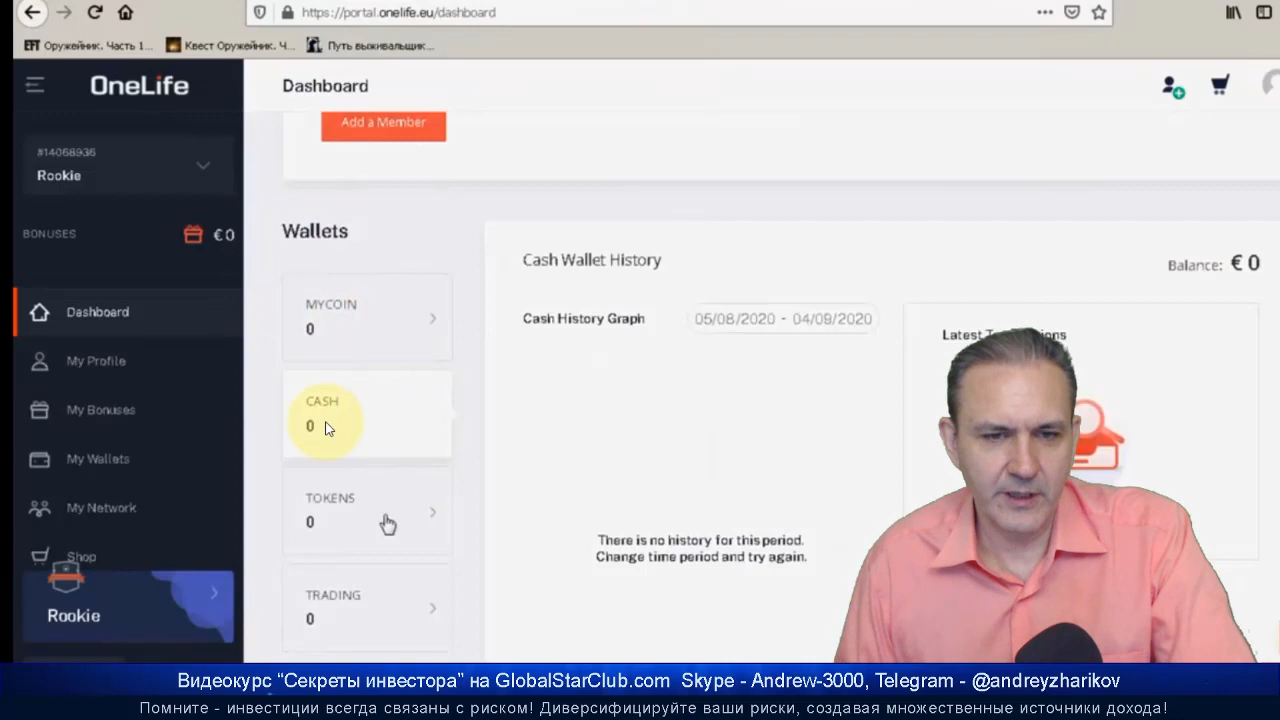 https://portal.onelife.eu/dashboard
EFT Оружейник. Часть 1... Квест Оружейник. Ч... Путь выживальщик...
OneLife
Dashboard
Add a Member
#14068936
Rookie
BONUSES € 0
Wallets
Cash Wallet History
Balance: € 0
MYCOIN
0
Cash History Graph 05/08/2020 - 04/09/2020
Dashboard
My Profile
CASH
0
My Bonuses
My Wallets
TOKENS
0
My Network
There is no history for this period.
Change time period and try again.
Shop
TRADING
0
Rookie
Видеокурс “Секреты инвестора” на GlobalStarClub.com Skype - Andrew-3000, Telegram - @andreyzharikov
Помните - инвестиции всегда связаны с риском! Диверсифицируйте ваши риски, создавая множественные источники дохода!